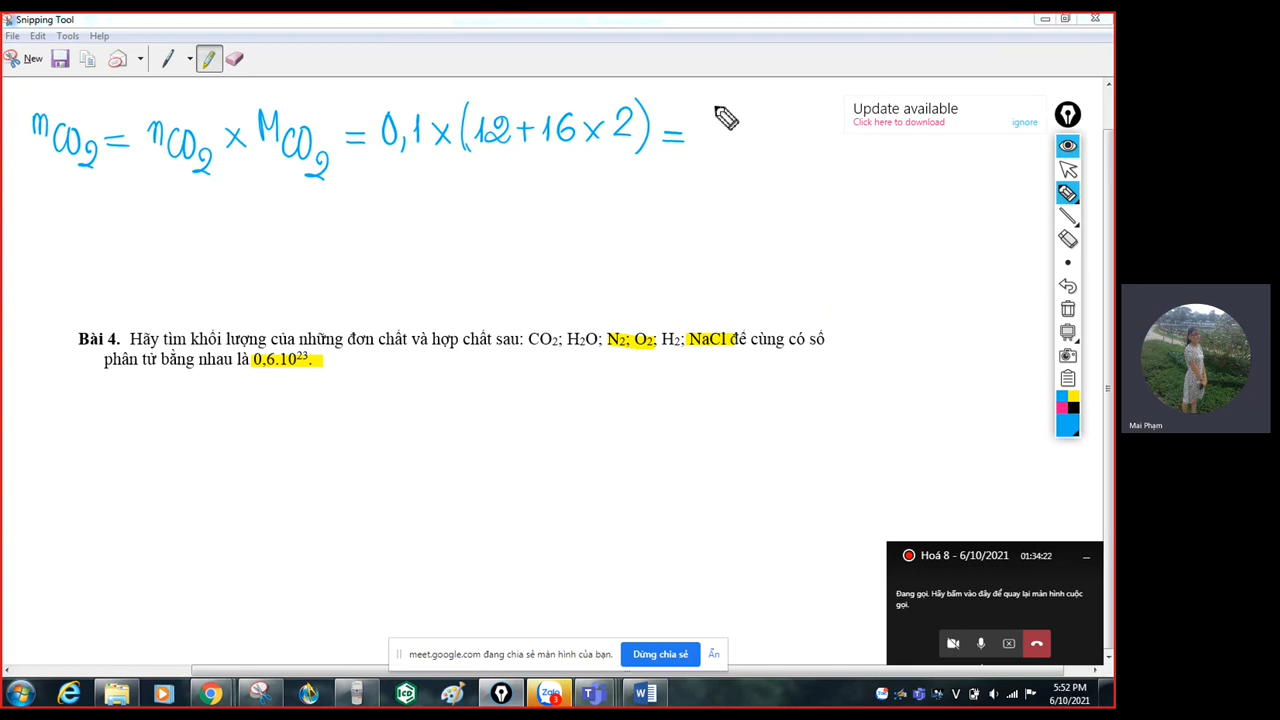 Snipping Tool
File Edit Tools Help
New
mCO₂ = nCO₂ × MCO₂ = 0,1 × (12 + 16 × 2) =
Update available
Click here to download ignore
Bài 4. Hãy tìm khối lượng của những đơn chất và hợp chất sau: CO₂; H₂O; N₂; O₂; H₂; NaCl để cùng có số
phân tử bằng nhau là 0,6.10²³.
Mai Phạm
Hoá 8 - 6/10/2021 01:34:22
Đang gọi. Hãy bấm vào đây để quay lại màn hình cuộc
gọi.
meet.google.com đang chia sẻ màn hình của bạn. Dừng chia sẻ Ẩn
Zalo
3
W
V
5:52 PM
6/10/2021